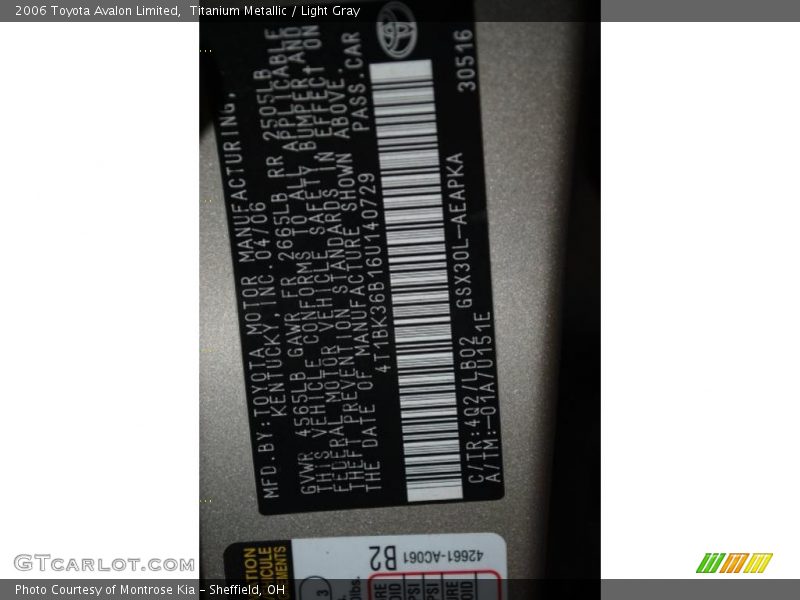 2006 Toyota Avalon Limited,  Titanium Metallic / Light Gray
MFD.BY:TOYOTA MOTOR MANUFACTURING,
KENTUCKY, INC. 04/06
GVWR 4565LB GAWR FR 2665LB RR 2505LB
THIS VEHICLE CONFORMS TO ALL APPLICABLE
FEDERAL MOTOR VEHICLE SAFETY, BUMPER AND
THEFT PREVENTION STANDARDS IN EFFECT ON
THE DATE OF MANUFACTURE SHOWN ABOVE.
4T1BK36B16U140729 PASS.CAR
C/TR:4Q2/LB02 GSX30L-AEAPKA 30516
A/TM:-01A/U151E
42661-AC061
B2
3
GTCARLOT.COM
Photo Courtesy of Montrose Kia – Sheffield, OH